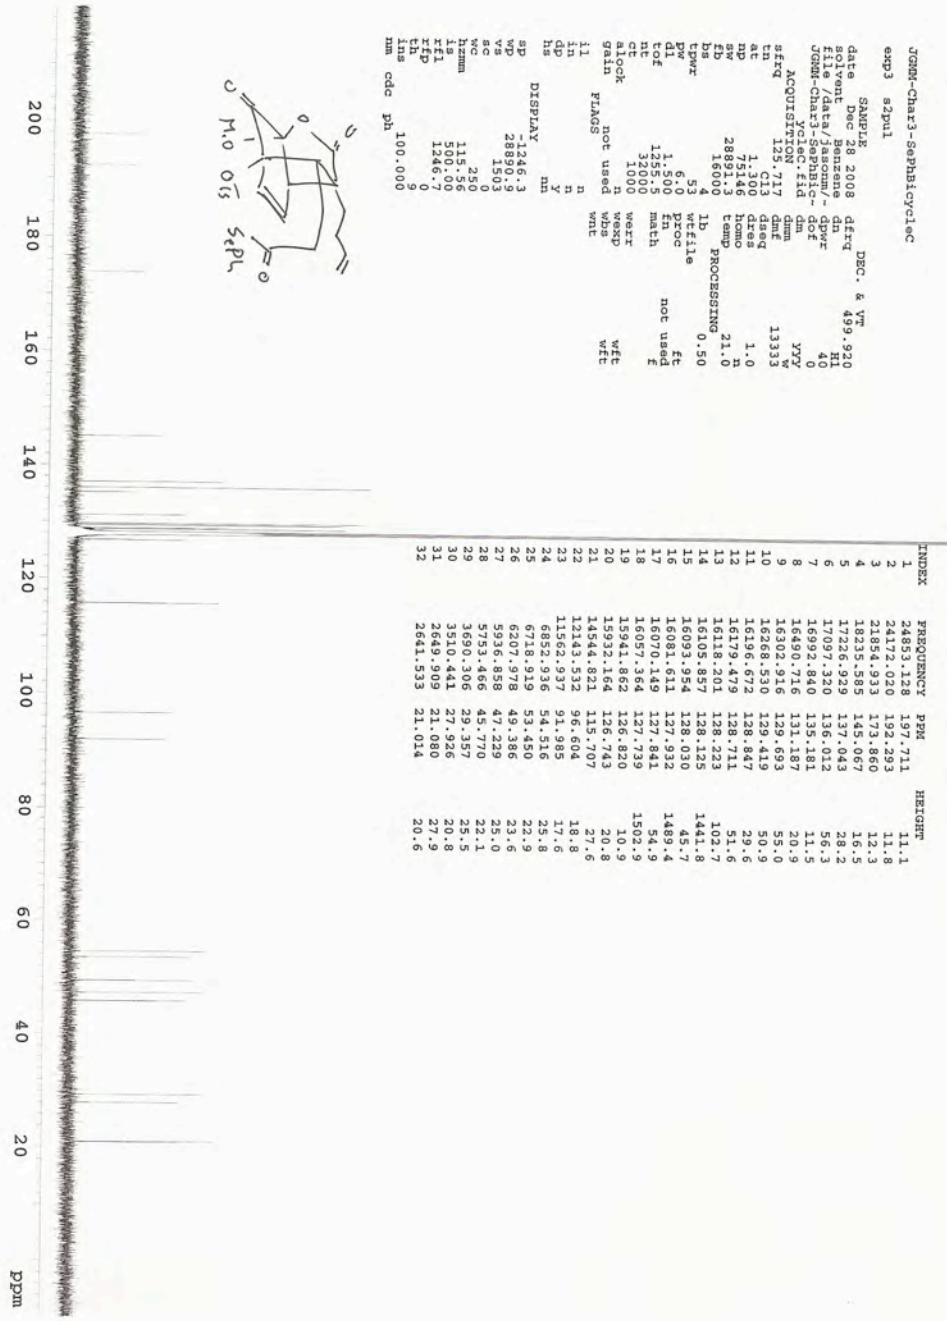 JGMM-Char3-SePhBicycleC
exp3 s2pul
SAMPLE DEC. & VT
date Dec 28 2008 dfrq 499.920
solvent Benzene dn H1
file /data/jasonm/~ dpwr 40
JGMM-Char3-SePhBic~ dof 0
ycleC.fid dm yyy
ACQUISITION dmm w
sfrq 125.717 dmf 13333
tn C13 dseq
at 1.300 dres 1.0
np 75146 homo n
sw 28891.3 temp 21.0
fb 16000 PROCESSING
bs 4 lb 0.50
tpwr 53 wtfile
pw 6.0 proc ft
d1 1.500 fn not used
tof 1255.5 math f
nt 32000
ct 1000 werr
alock n wexp wft
gain not used wbs wft
FLAGS wnt
il n
in n
dp y
hs nn
DISPLAY
sp -1246.3
wp 28890.9
vs 1503
sc 0
wc 250
hzmm 115.56
is 500.00
rfl 1246.7
rfp 0
th 9
ins 100.000
nm cdc ph
INDEX FREQUENCY PPM HEIGHT
1 24853.128 197.711 11.1
2 24172.020 192.293 11.8
3 21854.933 173.860 12.3
4 18235.585 145.067 16.5
5 17226.929 137.043 28.2
6 17097.320 136.012 56.3
7 16992.840 135.181 11.5
8 16490.716 131.187 20.9
9 16302.916 129.693 55.0
10 16268.530 129.419 50.9
11 16196.672 128.847 29.6
12 16179.479 128.711 51.6
13 16118.201 128.223 102.7
14 16105.857 128.125 1441.8
15 16093.954 128.030 45.7
16 16081.611 127.932 1489.4
17 16070.149 127.841 54.9
18 16057.364 127.739 1502.9
19 15941.862 126.820 10.9
20 15932.164 126.743 20.8
21 14544.821 115.707 27.6
22 12143.532 96.604 18.8
23 11562.937 91.985 17.6
24 6852.936 54.516 25.8
25 6718.919 53.450 22.9
26 6207.978 49.386 23.6
27 5936.858 47.229 25.0
28 5753.466 45.770 22.1
29 3690.306 29.357 25.5
30 3510.441 27.926 20.8
31 2649.909 21.080 27.9
32 2641.533 21.014 20.6
O O
O
O MeO OTS SePh O
200 180 160 140 120 100 80 60 40 20 ppm